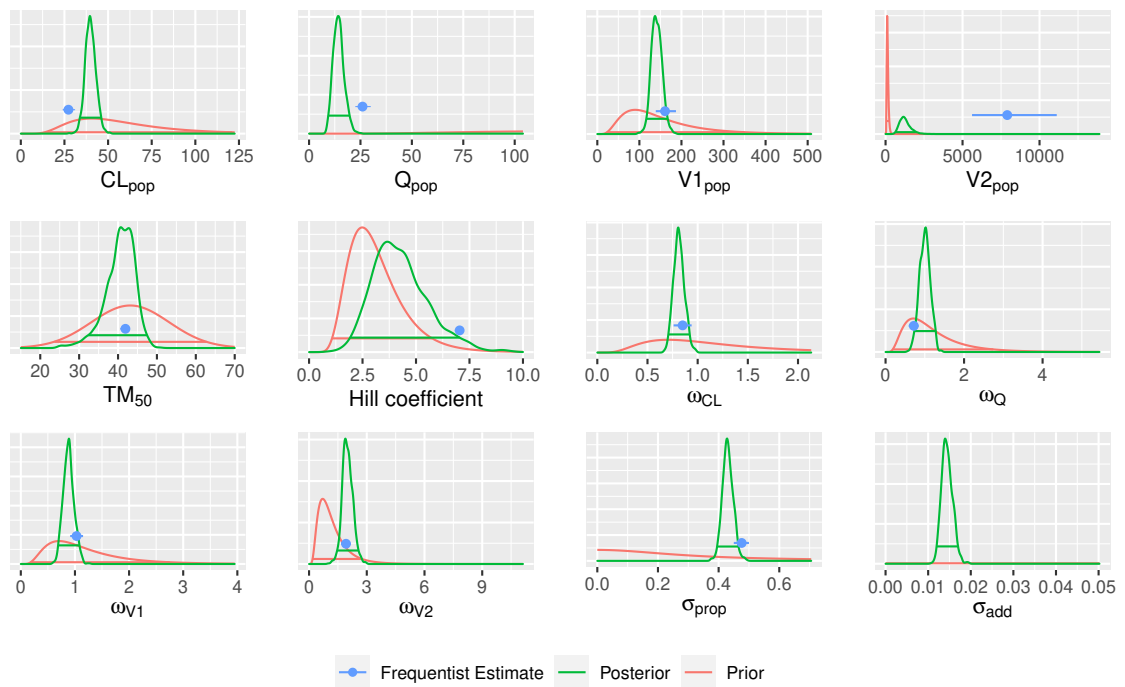 0 25 50 75 100 125
CLpop
0 25 50 75 100
Qpop
0 100 200 300 400 500
V1pop
0 5000 10000
V2pop
20 30 40 50 60 70
TM50
0.0 2.5 5.0 7.5 10.0
Hill coefficient
0.0 0.5 1.0 1.5 2.0
ωCL
0 2 4
ωQ
0 1 2 3 4
ωV1
0 3 6 9
ωV2
0.0 0.2 0.4 0.6
σprop
0.00 0.01 0.02 0.03 0.04 0.05
σadd
Frequentist Estimate Posterior Prior